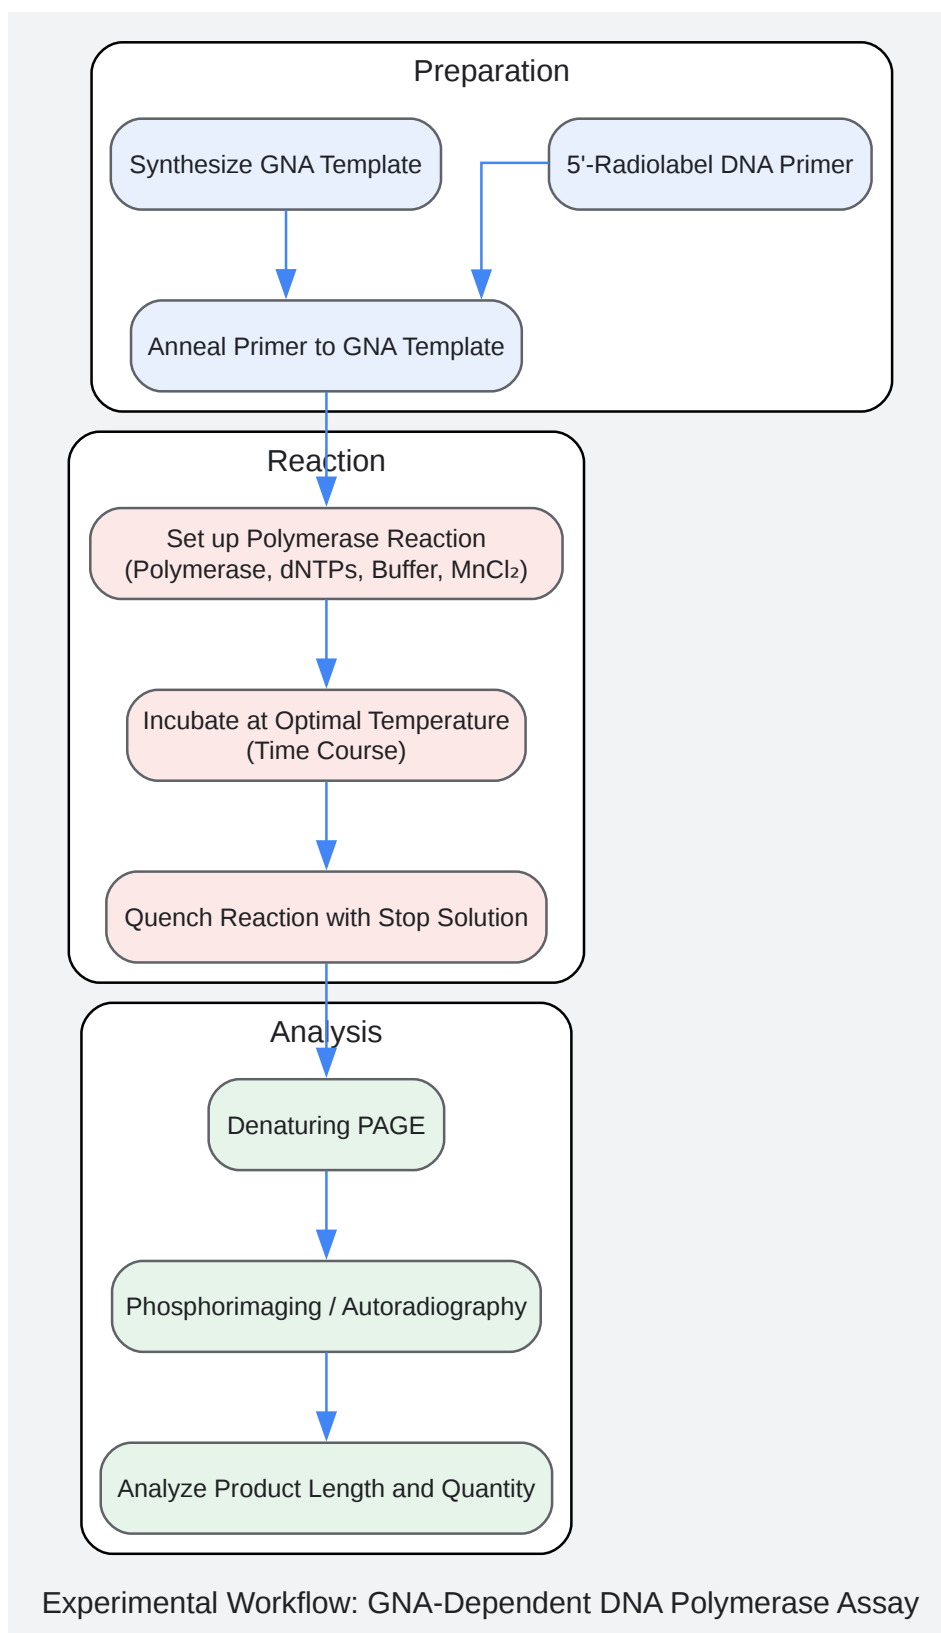 Preparation
Synthesize GNA Template
5'-Radiolabel DNA Primer
Anneal Primer to GNA Template
Reaction
Set up Polymerase Reaction
(Polymerase, dNTPs, Buffer, MnCl₂)
Incubate at Optimal Temperature
(Time Course)
Quench Reaction with Stop Solution
Analysis
Denaturing PAGE
Phosphorimaging / Autoradiography
Analyze Product Length and Quantity
Experimental Workflow: GNA-Dependent DNA Polymerase Assay